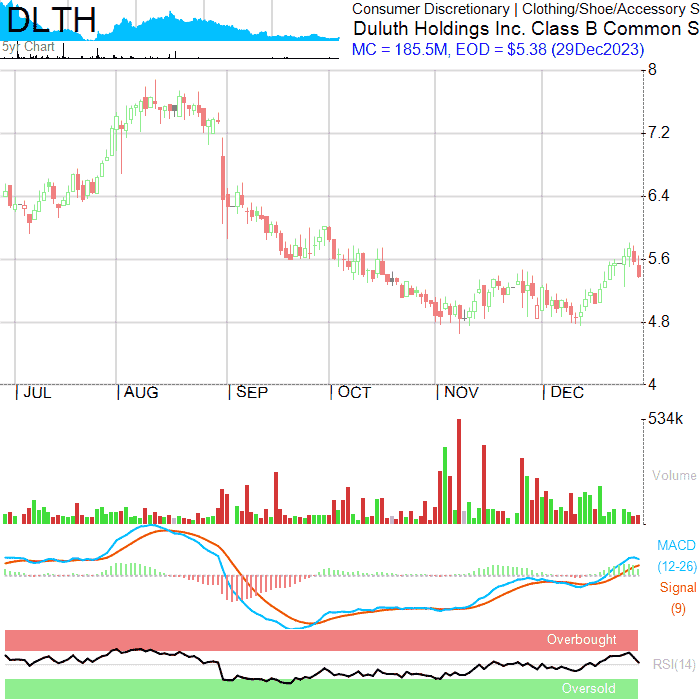 DLTH
5yr Chart
Consumer Discretionary | Clothing/Shoe/Accessory S
Duluth Holdings Inc. Class B Common S
MC = 185.5M, EOD = $5.38 (29Dec2023)
8
7.2
6.4
5.6
4.8
4
JUL AUG SEP OCT NOV DEC
534k
Volume
MACD
(12-26)
Signal
(9)
Overbought
RSI(14)
Oversold